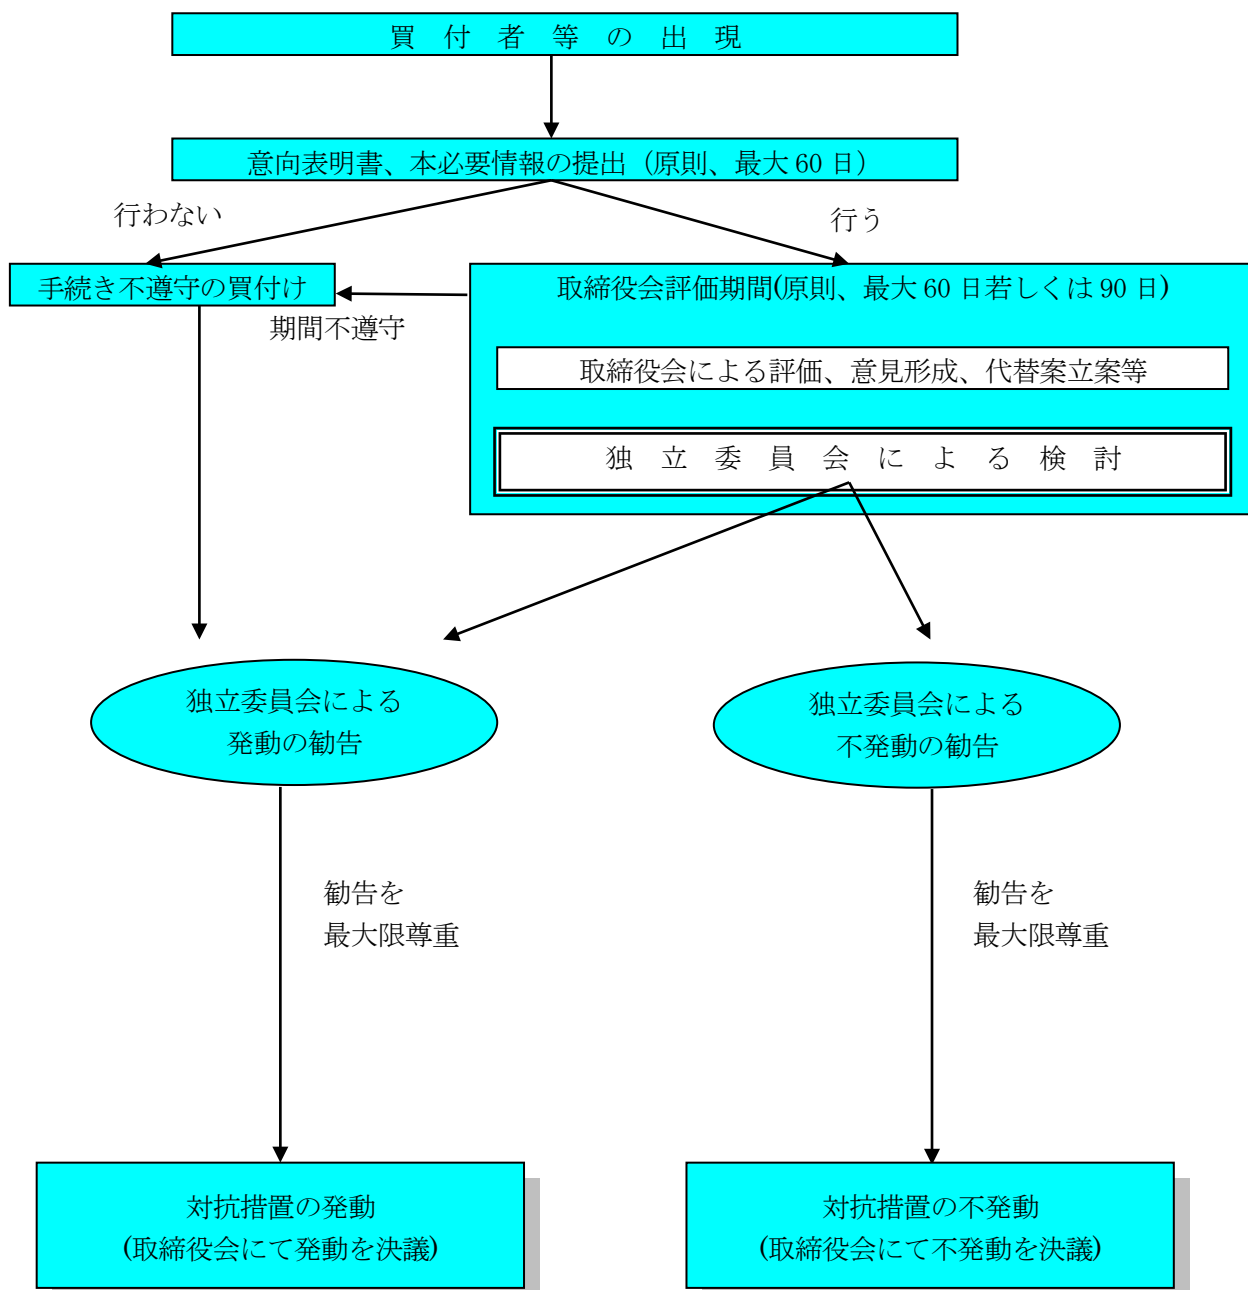 買付者等の出現
意向表明書、本必要情報の提出（原則、最大 60 日）
行わない
行う
手続き不遵守の買付け
取締役会評価期間(原則、最大 60 日若しくは 90 日)
期間不遵守
取締役会による評価、意見形成、代替案立案等
独立委員会による検討
独立委員会による
発動の勧告
独立委員会による
不発動の勧告
勧告を
最大限尊重
勧告を
最大限尊重
対抗措置の発動
(取締役会にて発動を決議)
対抗措置の不発動
(取締役会にて不発動を決議)